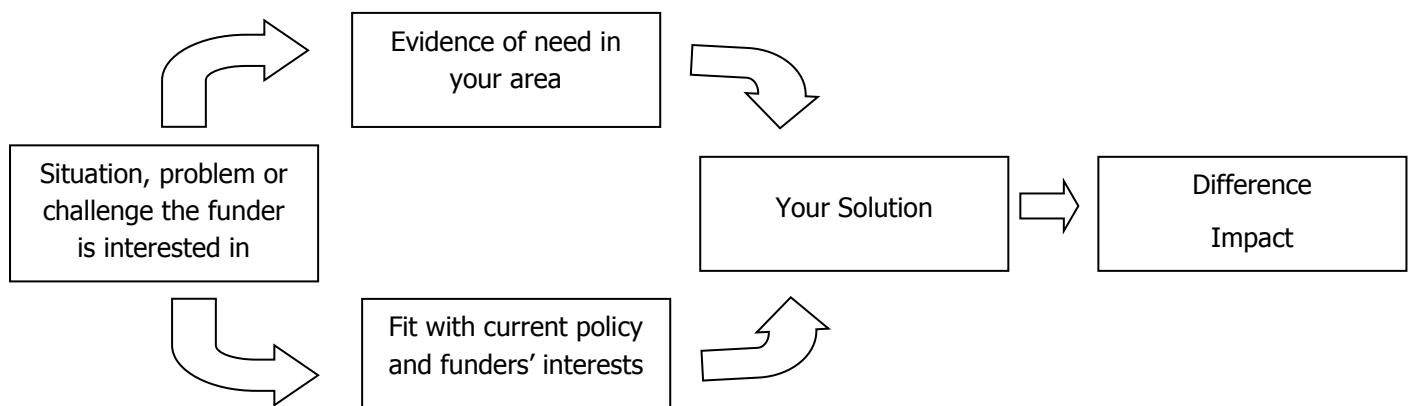 Evidence of need in
your area
Situation, problem or
challenge the funder
is interested in
Your Solution
Difference
Impact
Fit with current policy
and funders’ interests